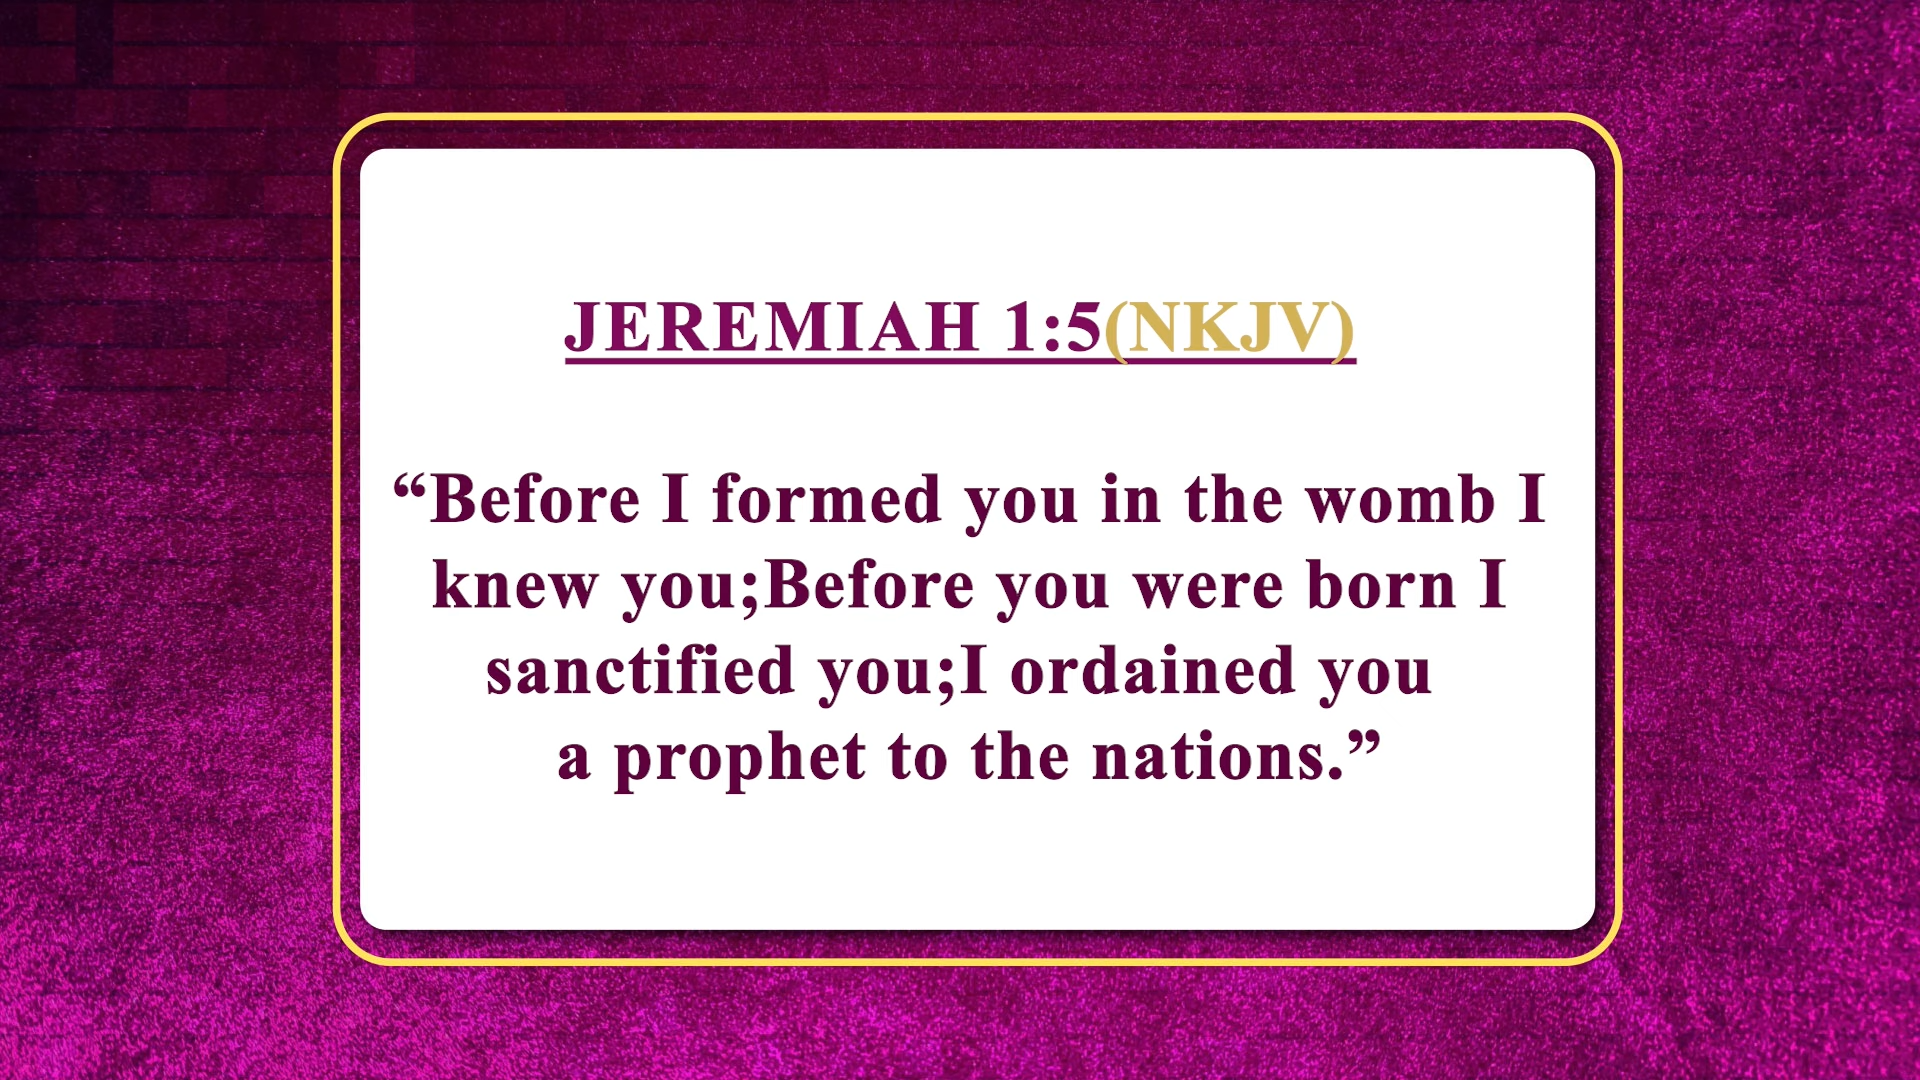 JEREMIAH 1:5(NKJV)
“Before I formed you in the womb I
knew you;Before you were born I
sanctified you;I ordained you
a prophet to the nations.”